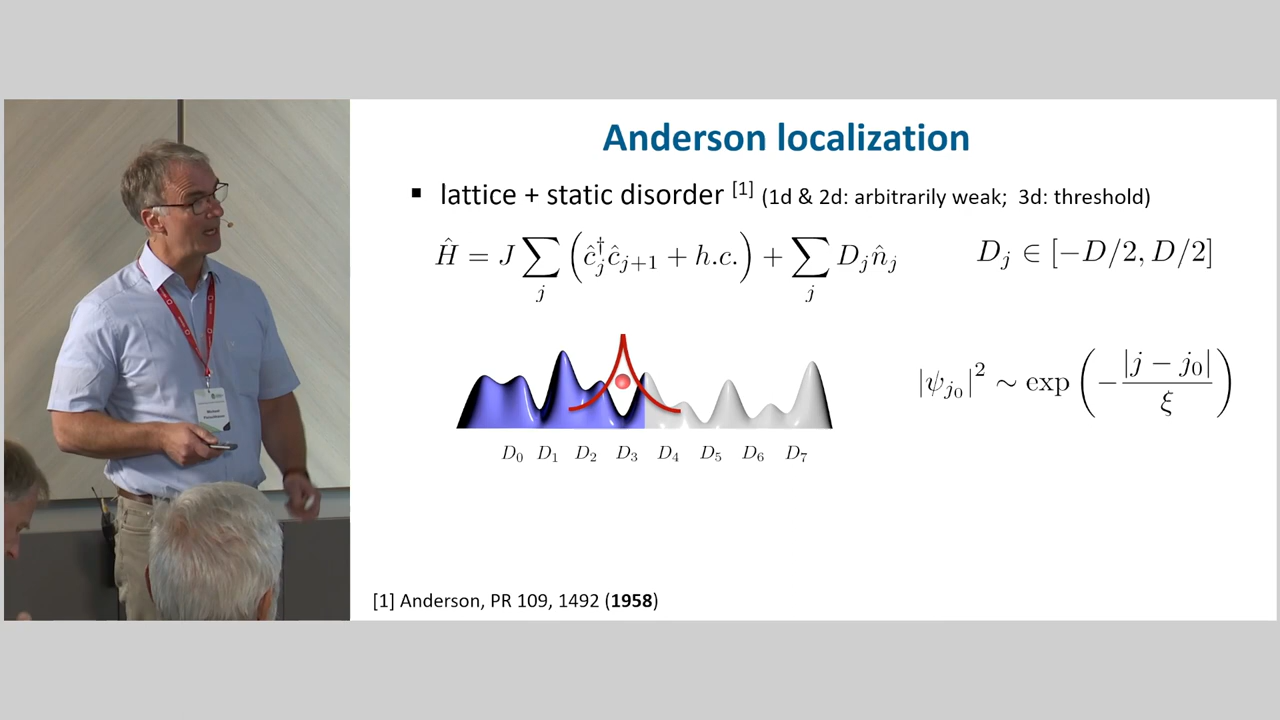 Anderson localization
▪ lattice + static disorder [1] (1d & 2d: arbitrarily weak; 3d: threshold)
Ĥ = J ∑_j (ĉ_j^† ĉ_{j+1} + h.c.) + ∑_j D_j n̂_j    D_j ∈ [−D/2, D/2]
|ψ_{j_0}|^2 ∼ exp(−|j − j_0|/ξ)
D_0 D_1 D_2 D_3 D_4 D_5 D_6 D_7
[1] Anderson, PR 109, 1492 (1958)